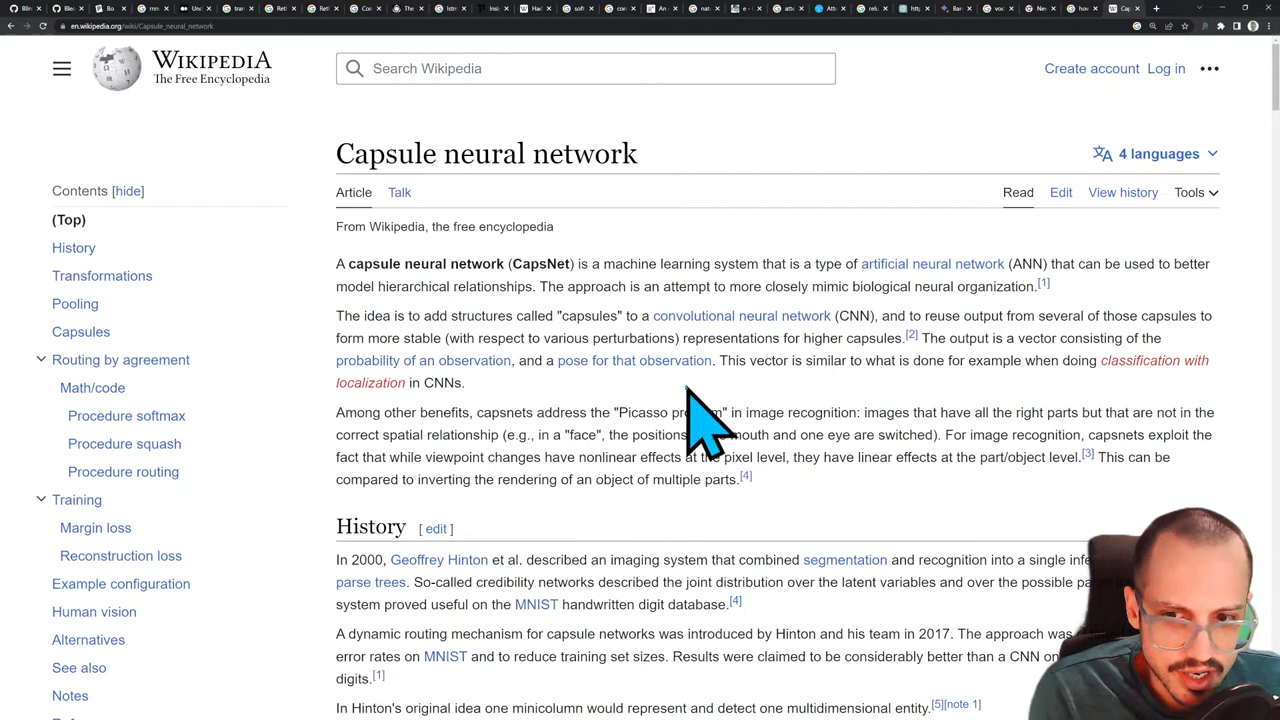 en.wikipedia.org/wiki/Capsule_neural_network
WIKIPEDIA
The Free Encyclopedia
Search Wikipedia
Create account Log in
Capsule neural network
4 languages
Article Talk
Read Edit View history Tools
From Wikipedia, the free encyclopedia
Contents [hide]
(Top)
History
Transformations
Pooling
Capsules
Routing by agreement
Math/code
Procedure softmax
Procedure squash
Procedure routing
Training
Margin loss
Reconstruction loss
Example configuration
Human vision
Alternatives
See also
Notes
A capsule neural network (CapsNet) is a machine learning system that is a type of artificial neural network (ANN) that can be used to better
model hierarchical relationships. The approach is an attempt to more closely mimic biological neural organization.[1]
The idea is to add structures called "capsules" to a convolutional neural network (CNN), and to reuse output from several of those capsules to
form more stable (with respect to various perturbations) representations for higher capsules.[2] The output is a vector consisting of the
probability of an observation, and a pose for that observation. This vector is similar to what is done for example when doing classification with
localization in CNNs.
Among other benefits, capsnets address the "Picasso in image recognition: images that have all the right parts but that are not in the
correct spatial relationship (e.g., in a "face", the positions mouth and one eye are switched). For image recognition, capsnets exploit the
fact that while viewpoint changes have nonlinear effects at the pixel level, they have linear effects at the part/object level.[3] This can be
compared to inverting the rendering of an object of multiple parts.[4]
History [ edit ]
In 2000, Geoffrey Hinton et al. described an imaging system that combined segmentation and recognition into a single
parse trees. So-called credibility networks described the joint distribution over the latent variables and over the possible
system proved useful on the MNIST handwritten digit database.[4]
A dynamic routing mechanism for capsule networks was introduced by Hinton and his team in 2017. The approach was
error rates on MNIST and to reduce training set sizes. Results were claimed to be considerably better than a CNN on
digits.[1]
In Hinton's original idea one minicolumn would represent and detect one multidimensional entity.[5][note 1]